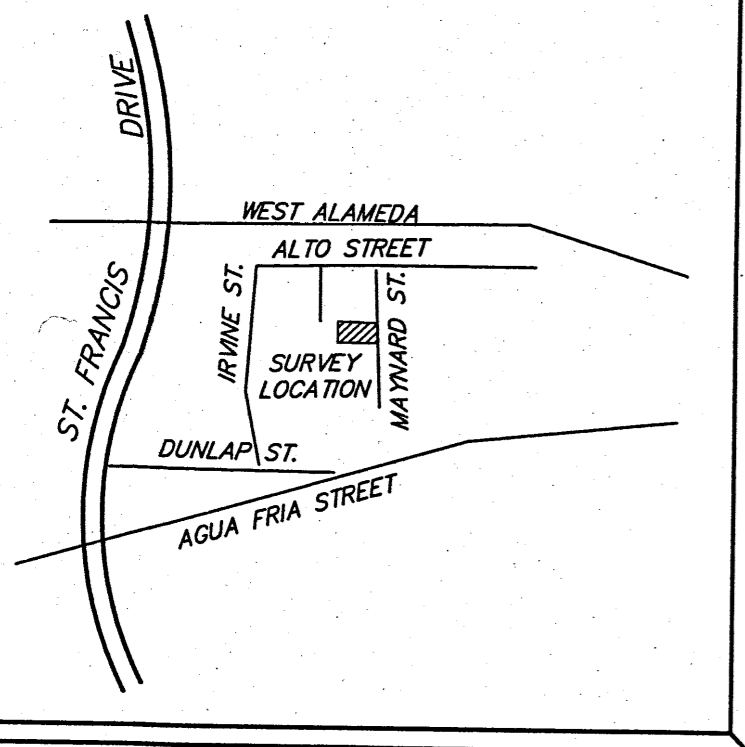 ST. FRANCIS DRIVE
WEST ALAMEDA
ALTO STREET
IRVINE ST.
MAYNARD ST.
SURVEY
LOCATION
DUNLAP ST.
AGUA FRIA STREET